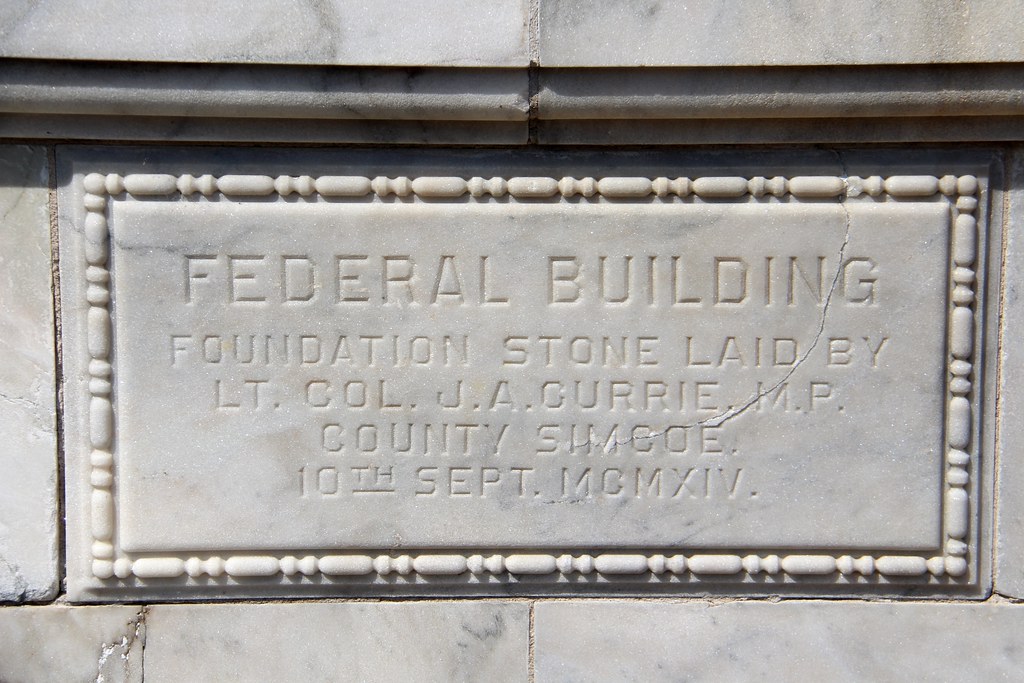 FEDERAL BUILDING
FOUNDATION STONE LAID BY
LT. COL. J.A. CURRIE, M.P.
COUNTY SIMCOE.
10TH SEPT. MCMXIV.